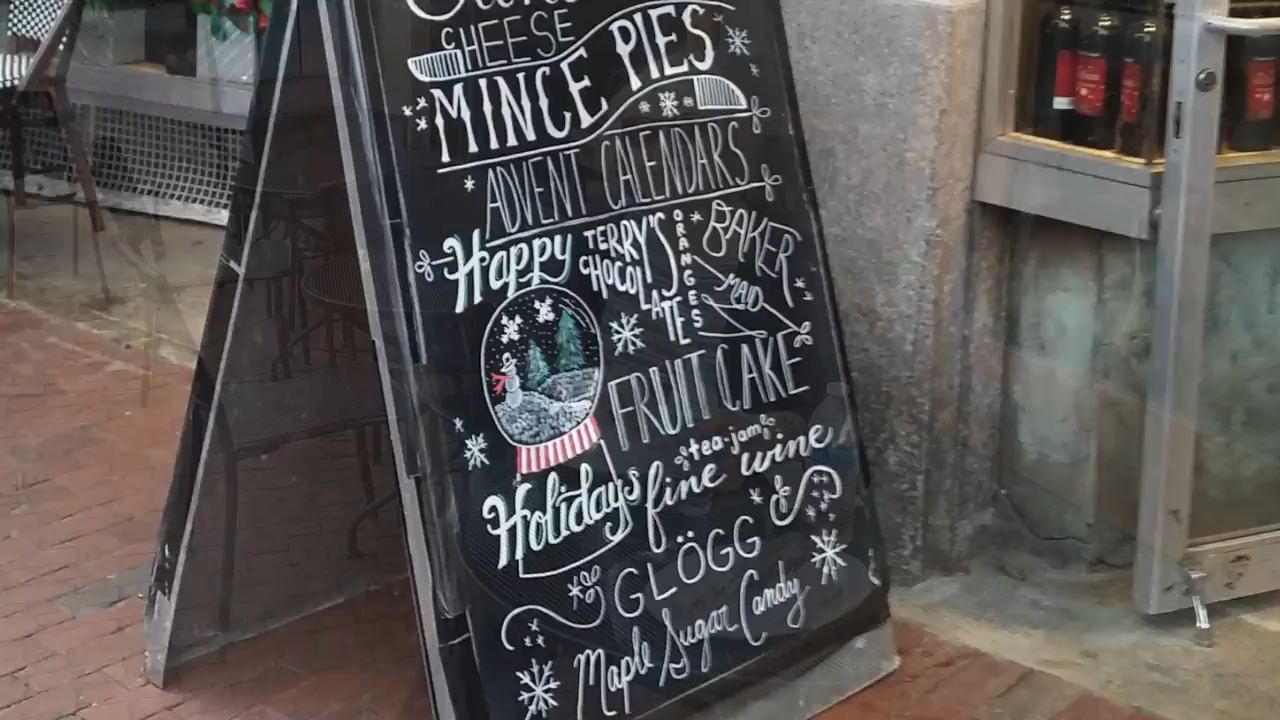 CHEESE
MINCE PIES
ADVENT CALENDARS
Happy
TERRY'S
CHOCOLATES
ORANGES
BAKER
MAID
FRUIT CAKE
tea-jam
Holidays
fine wine
GLÖGG
Maple Sugar Candy